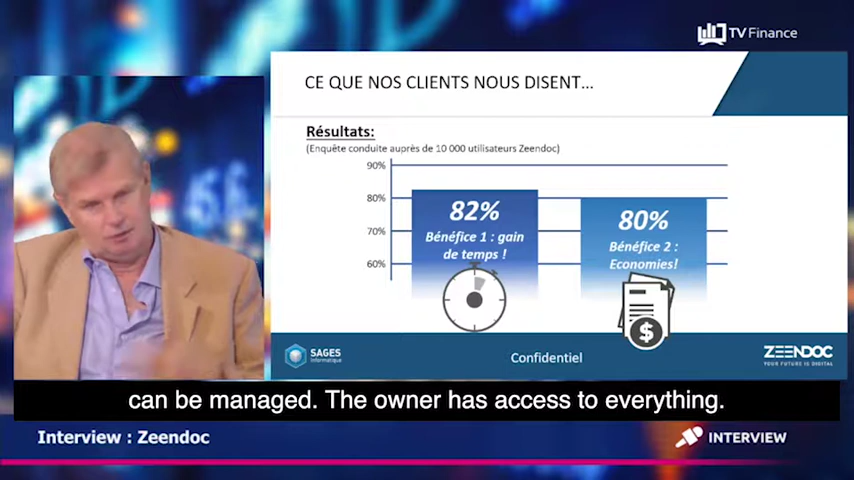 TV Finance
CE QUE NOS CLIENTS NOUS DISENT...
Résultats:
(Enquête conduite auprès de 10 000 utilisateurs Zeendoc)
90%
80%
70%
60%
82%
Bénéfice 1 : gain
de temps !
80%
Bénéfice 2 :
Economies!
$
SAGES
Informatique
Confidentiel
ZEENDOC
YOUR FUTURE IS DIGITAL
can be managed. The owner has access to everything.
Interview : Zeendoc
INTERVIEW